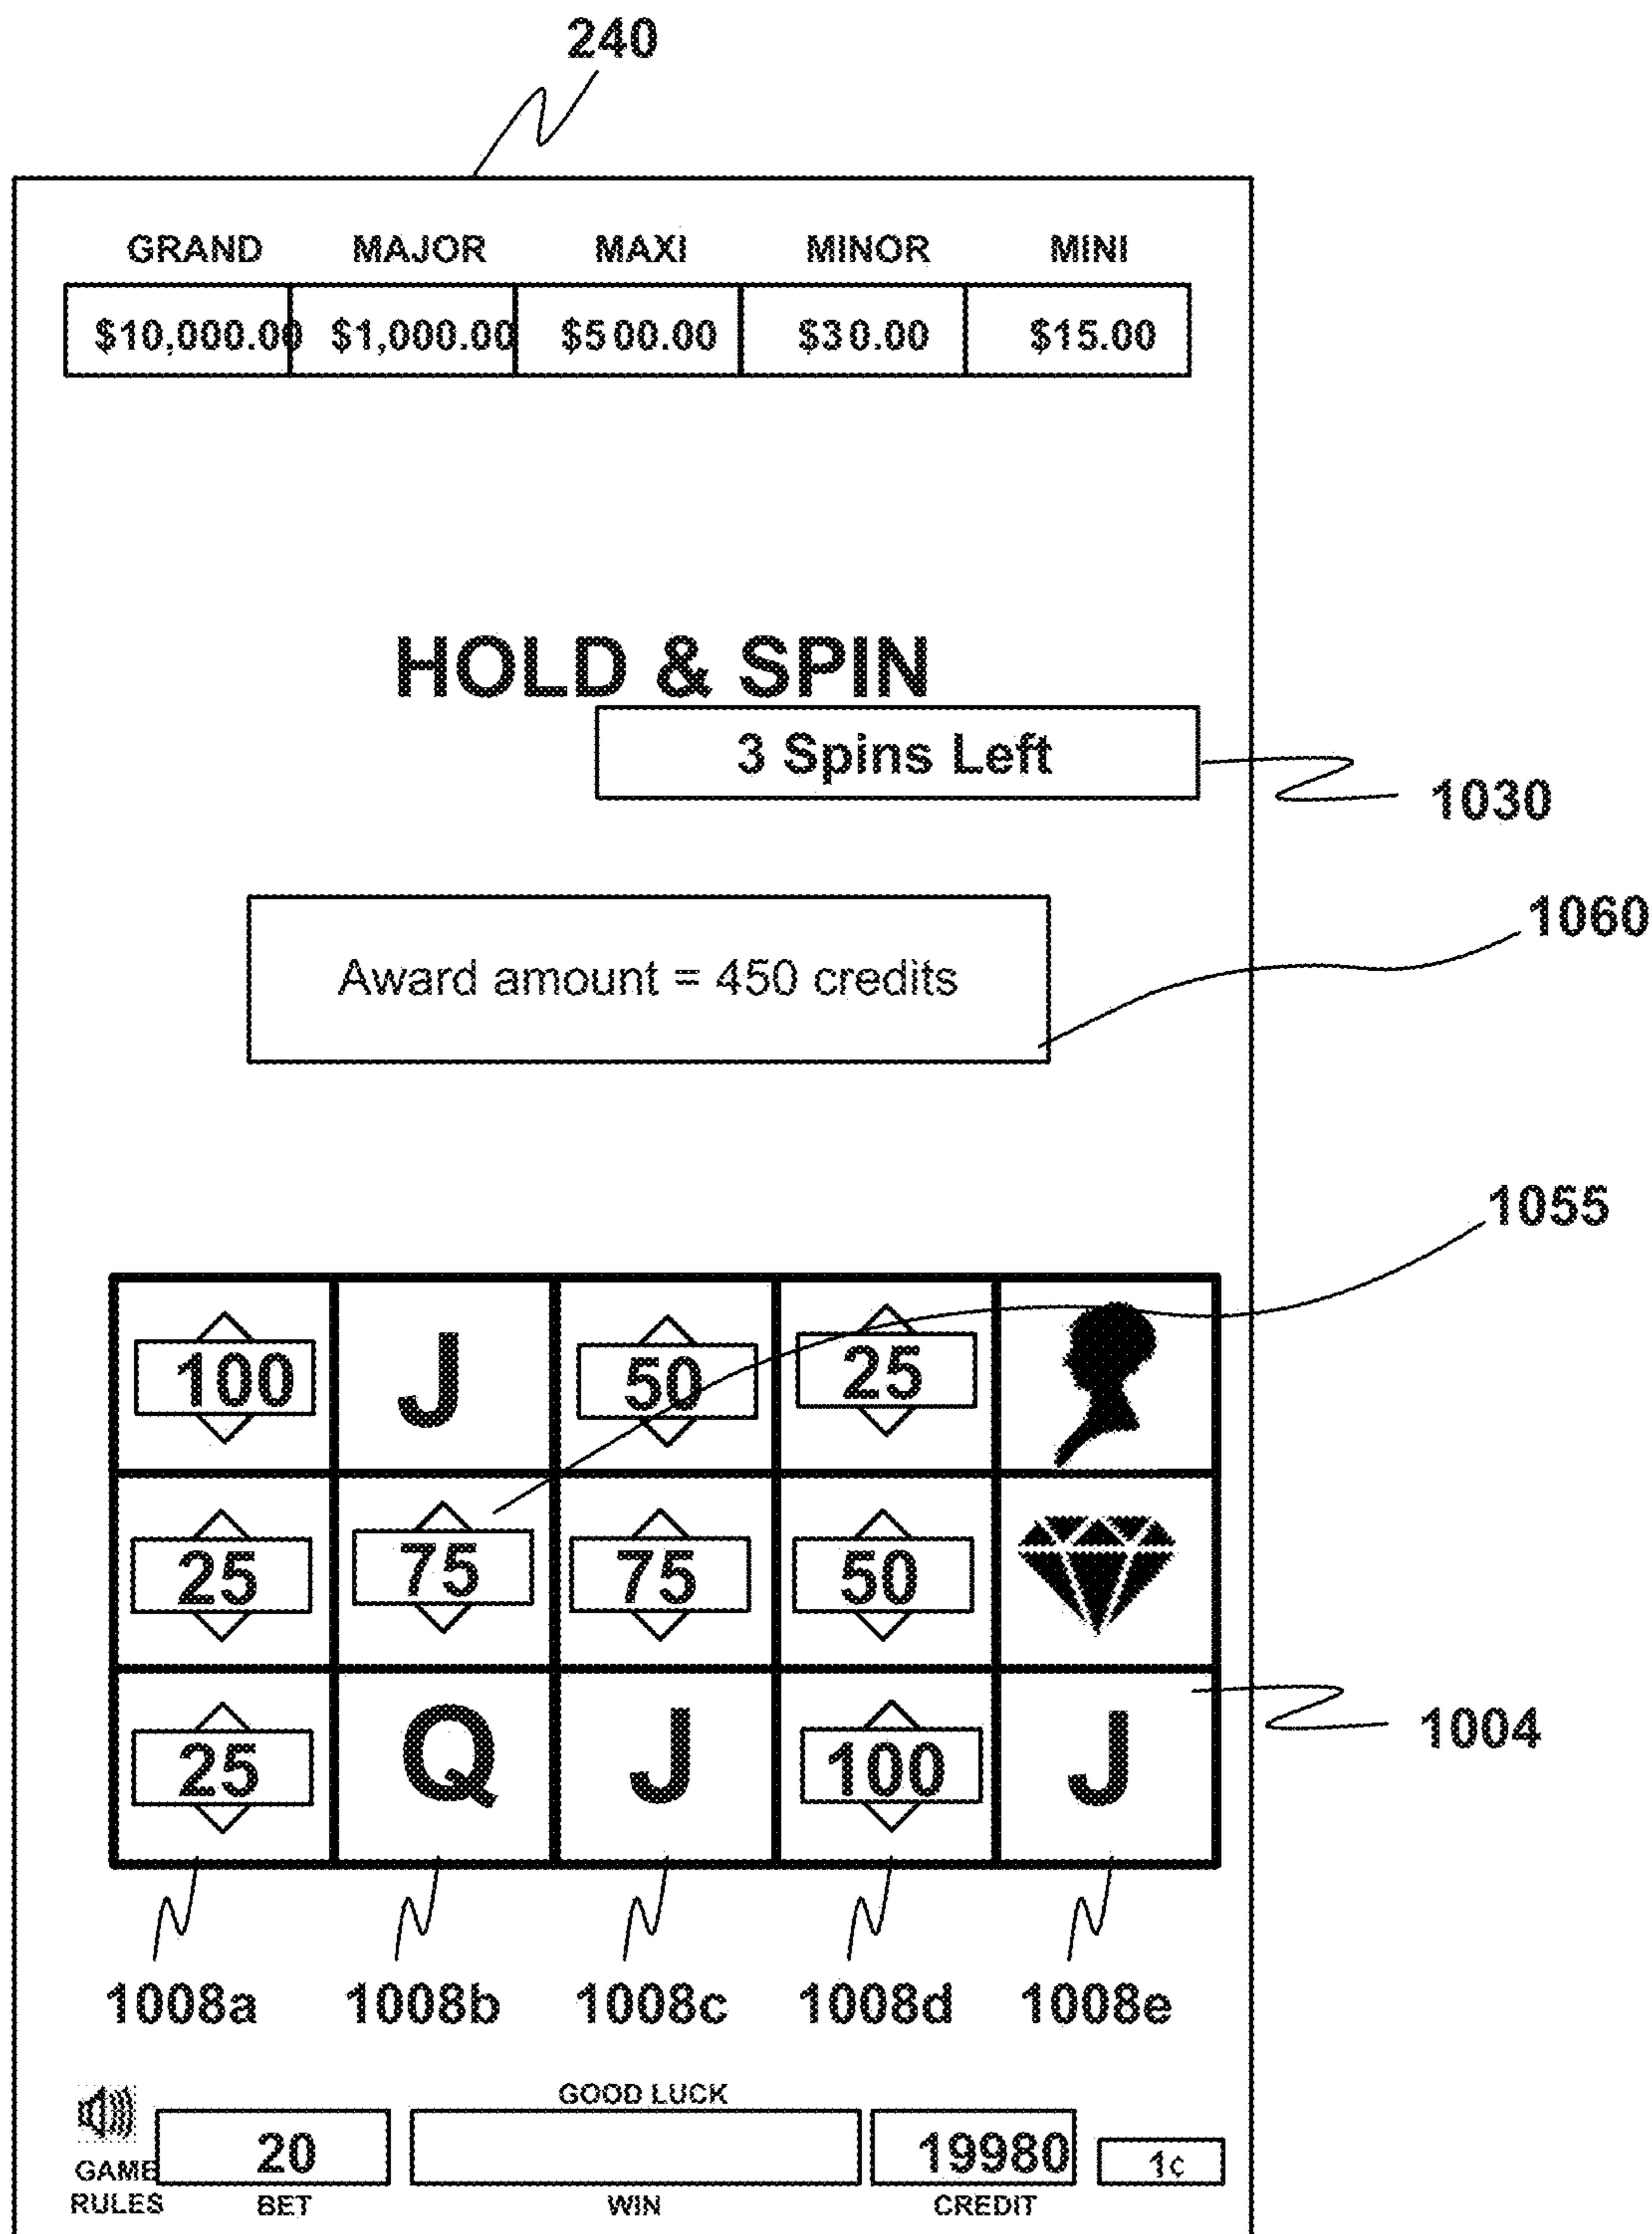 240
GRAND MAJOR MAXI MINOR MINI
$10,000.00 $1,000.00 $500.00 $30.00 $15.00
HOLD & SPIN
3 Spins Left
1030
1060
Award amount = 450 credits
1055
100 J 50 25
25 75 75 50
25 Q J 100 J
1004
1008a 1008b 1008c 1008d 1008e
GOOD LUCK
20 19980 1¢
GAME
RULES BET WIN CREDIT